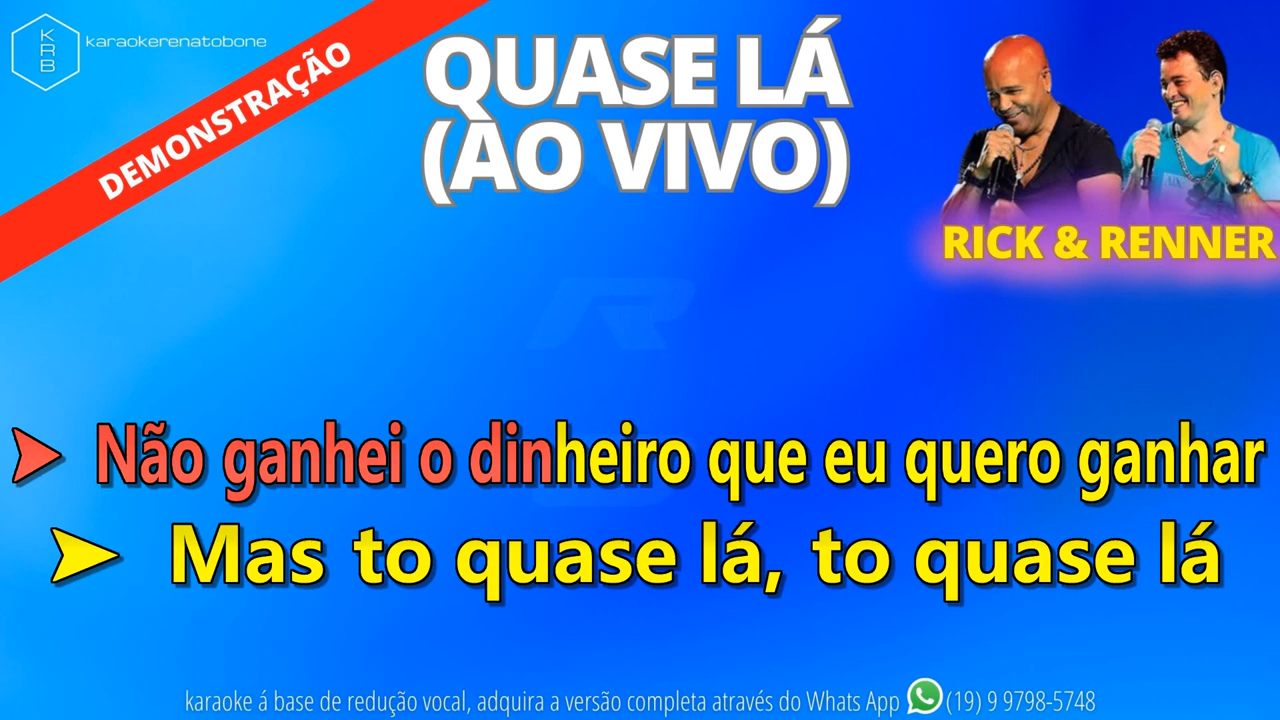 KRB
karaokerenatobone
DEMONSTRAÇÃO
QUASE LÁ
(AO VIVO)
RICK & RENNER
Não ganhei o dinheiro que eu quero ganhar
Mas to quase lá, to quase lá
karaoke á base de redução vocal, adquira a versão completa através do Whats App (19) 9 9798-5748